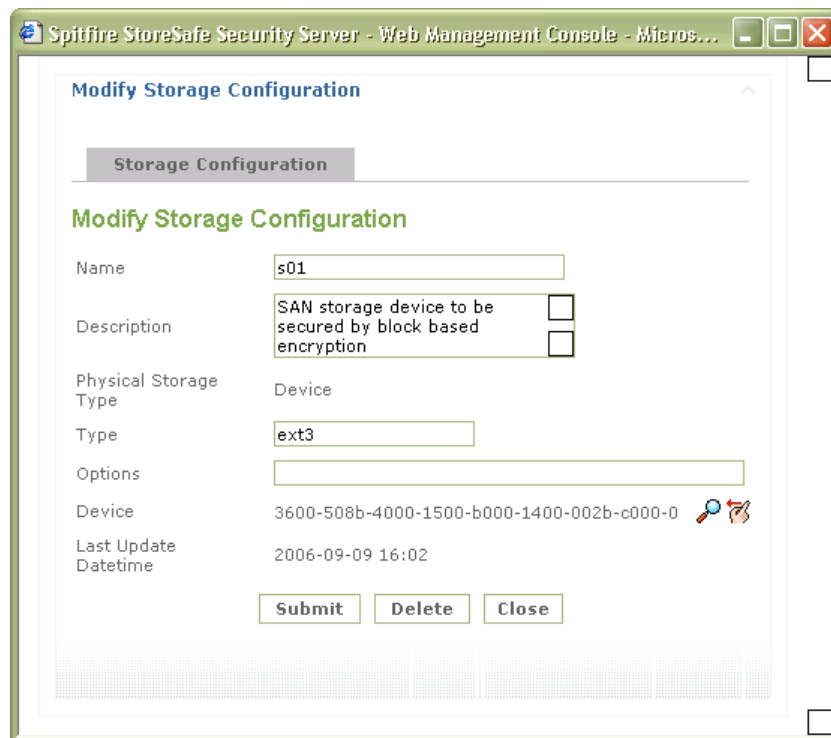 Spitfire StoreSafe Security Server - Web Management Console - Micros...
Modify Storage Configuration
Storage Configuration
Modify Storage Configuration
Name s01
Description SAN storage device to be
secured by block based
encryption
Physical Storage
Type Device
Type ext3
Options
Device 3600-508b-4000-1500-b000-1400-002b-c000-0
Last Update
Datetime 2006-09-09 16:02
Submit Delete Close